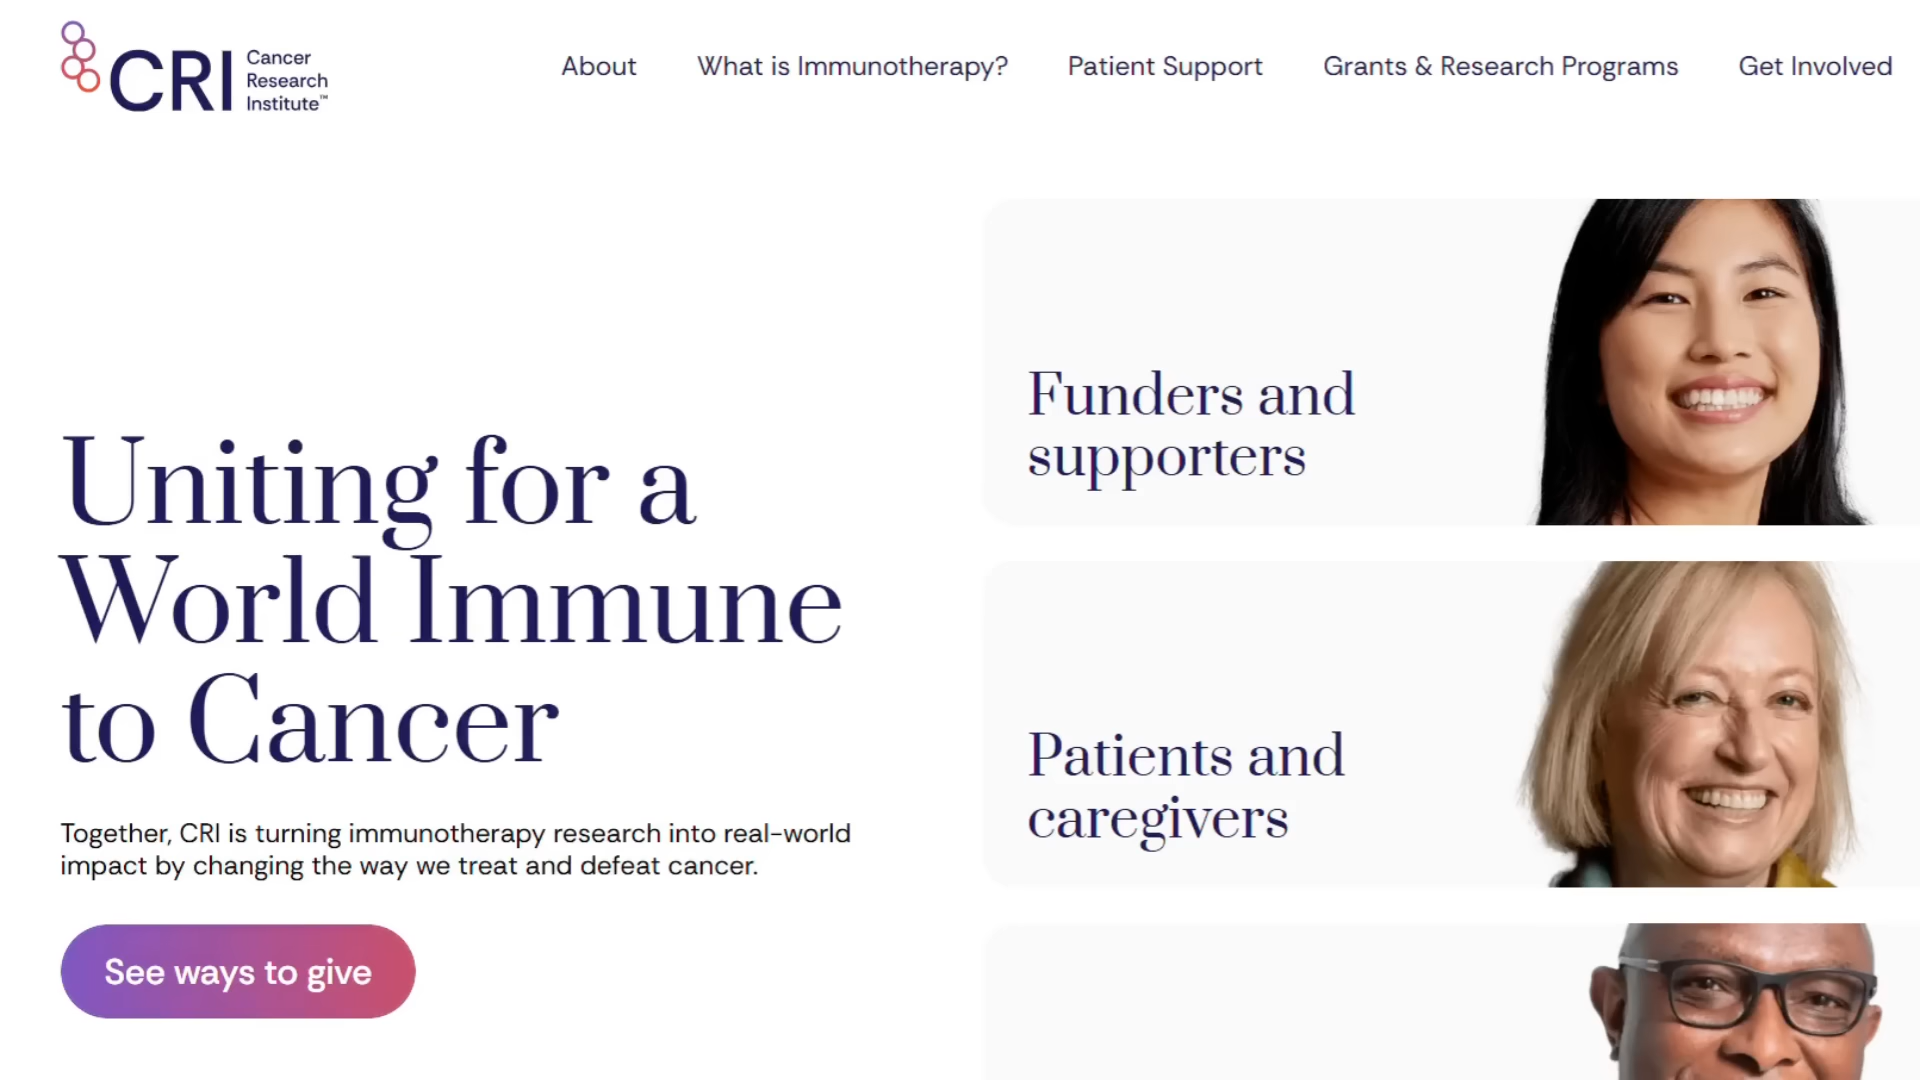 CRI
Cancer
Research
Institute™
About
What is Immunotherapy?
Patient Support
Grants & Research Programs
Get Involved
Uniting for a
World Immune
to Cancer
Together, CRI is turning immunotherapy research into real-world
impact by changing the way we treat and defeat cancer.
See ways to give
Funders and
supporters
Patients and
caregivers